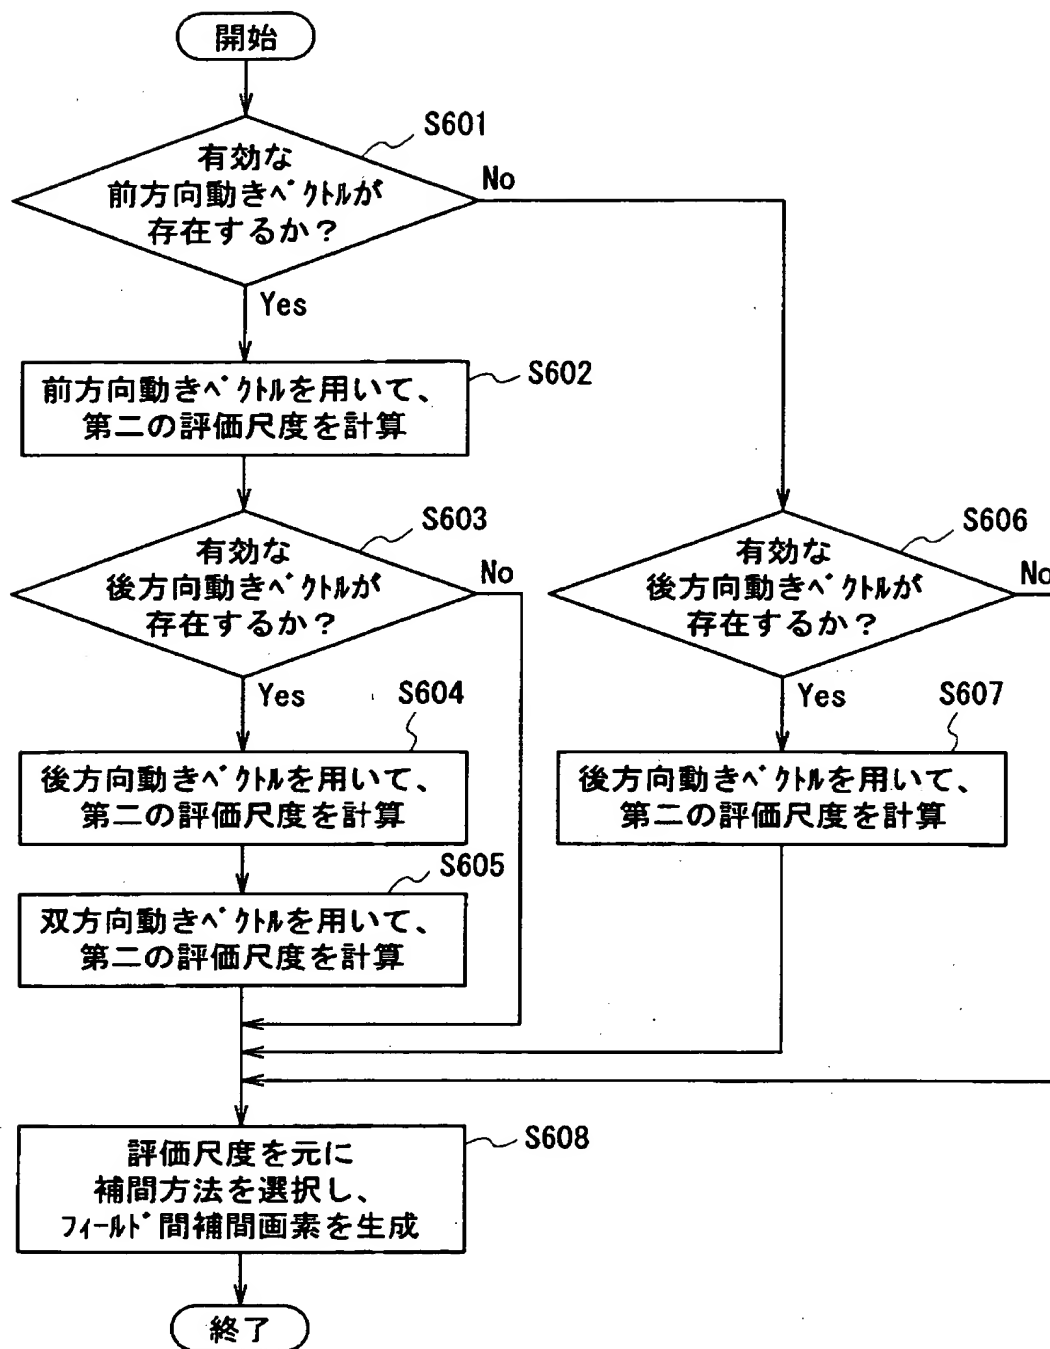 開始
S601
有効な
前方向動きベクトルが
存在するか？
No
Yes
S602
前方向動きベクトルを用いて、
第二の評価尺度を計算
S603
有効な
後方向動きベクトルが
存在するか？
No
Yes
S606
有効な
後方向動きベクトルが
存在するか？
No
Yes
S604
後方向動きベクトルを用いて、
第二の評価尺度を計算
S607
後方向動きベクトルを用いて、
第二の評価尺度を計算
S605
双方向動きベクトルを用いて、
第二の評価尺度を計算
S608
評価尺度を元に
補間方法を選択し、
フィールド間補間画素を生成
終了